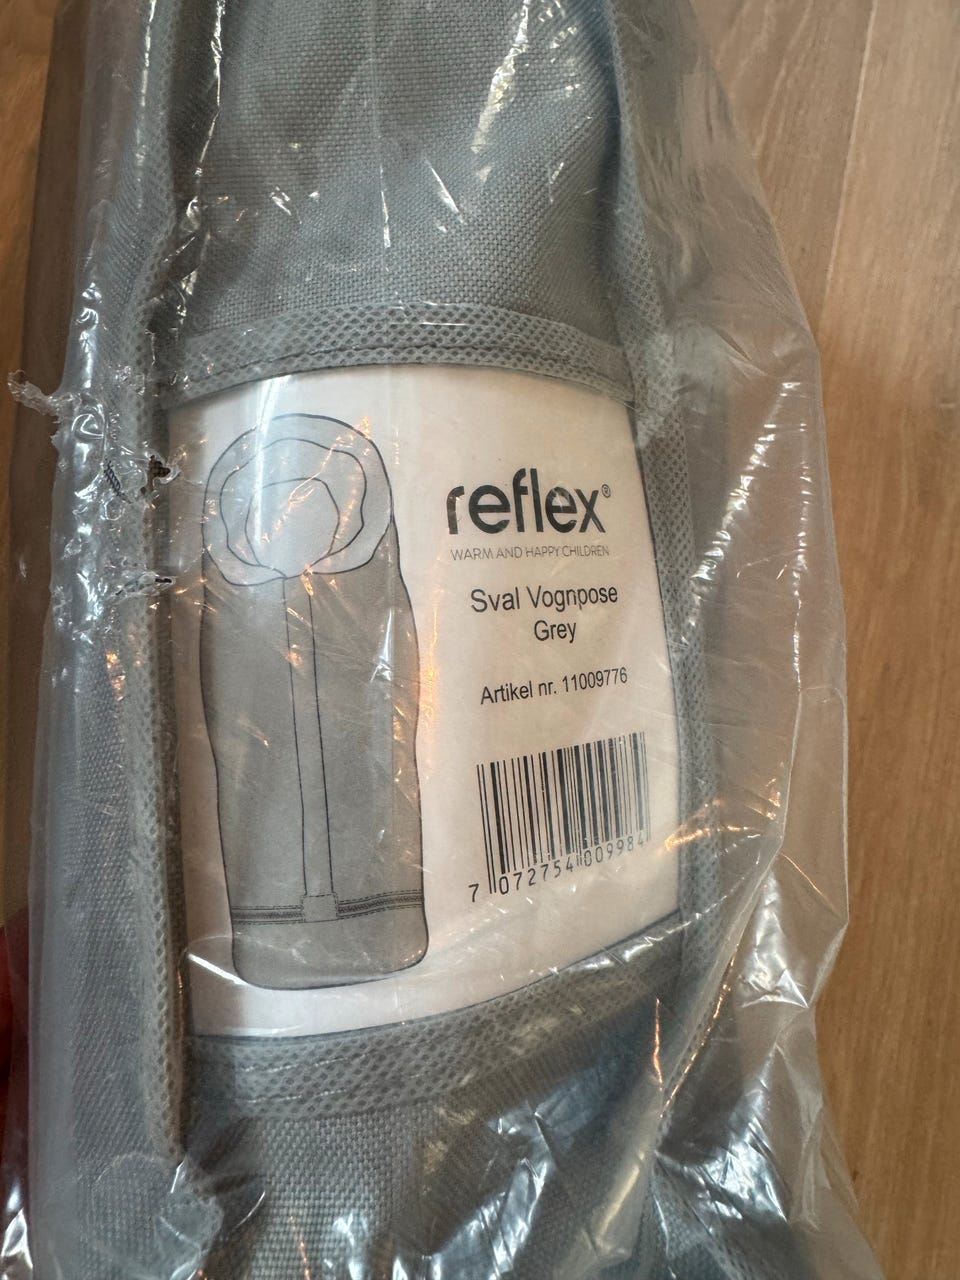 reflex®
WARM AND HAPPY CHILDREN
Sval Vognpose
Grey
Artikel nr. 11009776
7 072754 009984